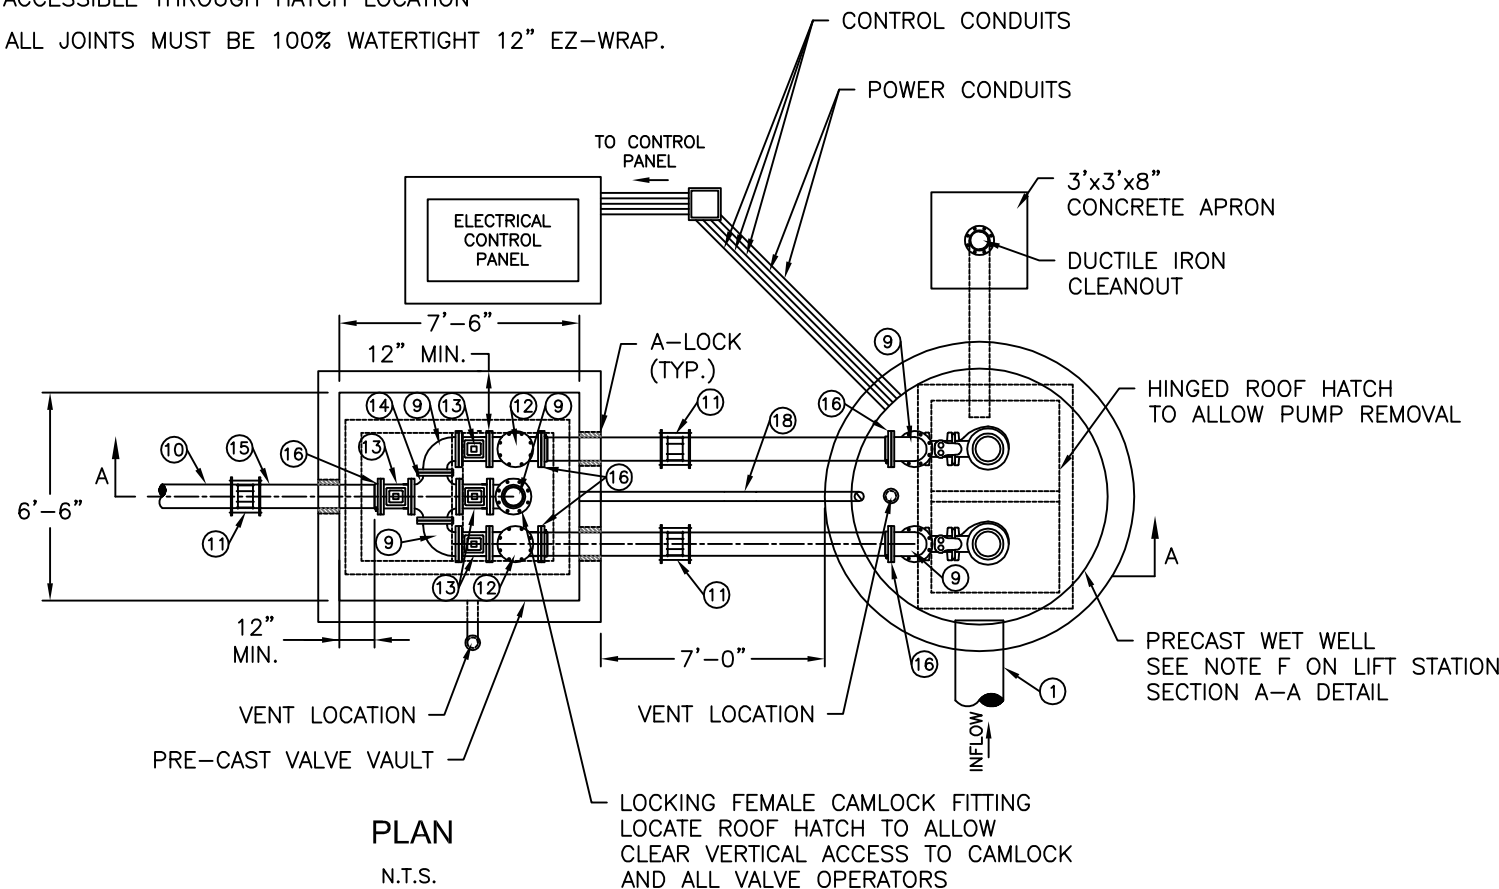 ACCESSIBLE THROUGH HATCH LOCATION
ALL JOINTS MUST BE 100% WATERTIGHT 12" EZ-WRAP.
CONTROL CONDUITS
POWER CONDUITS
TO CONTROL
PANEL
ELECTRICAL
CONTROL
PANEL
3'x3'x8"
CONCRETE APRON
DUCTILE IRON
CLEANOUT
7'-6"
12" MIN.
A-LOCK
(TYP.)
HINGED ROOF HATCH
TO ALLOW PUMP REMOVAL
9
14
9
13
12
9
11
16
18
10
15
16
13
A
6'-6"
11
9
16
13
12
11
9
16
A
12"
MIN.
7'-0"
PRECAST WET WELL
SEE NOTE F ON LIFT STATION
SECTION A-A DETAIL
1
VENT LOCATION
VENT LOCATION
INFLOW
PRE-CAST VALVE VAULT
LOCKING FEMALE CAMLOCK FITTING
LOCATE ROOF HATCH TO ALLOW
CLEAR VERTICAL ACCESS TO CAMLOCK
AND ALL VALVE OPERATORS
PLAN
N.T.S.